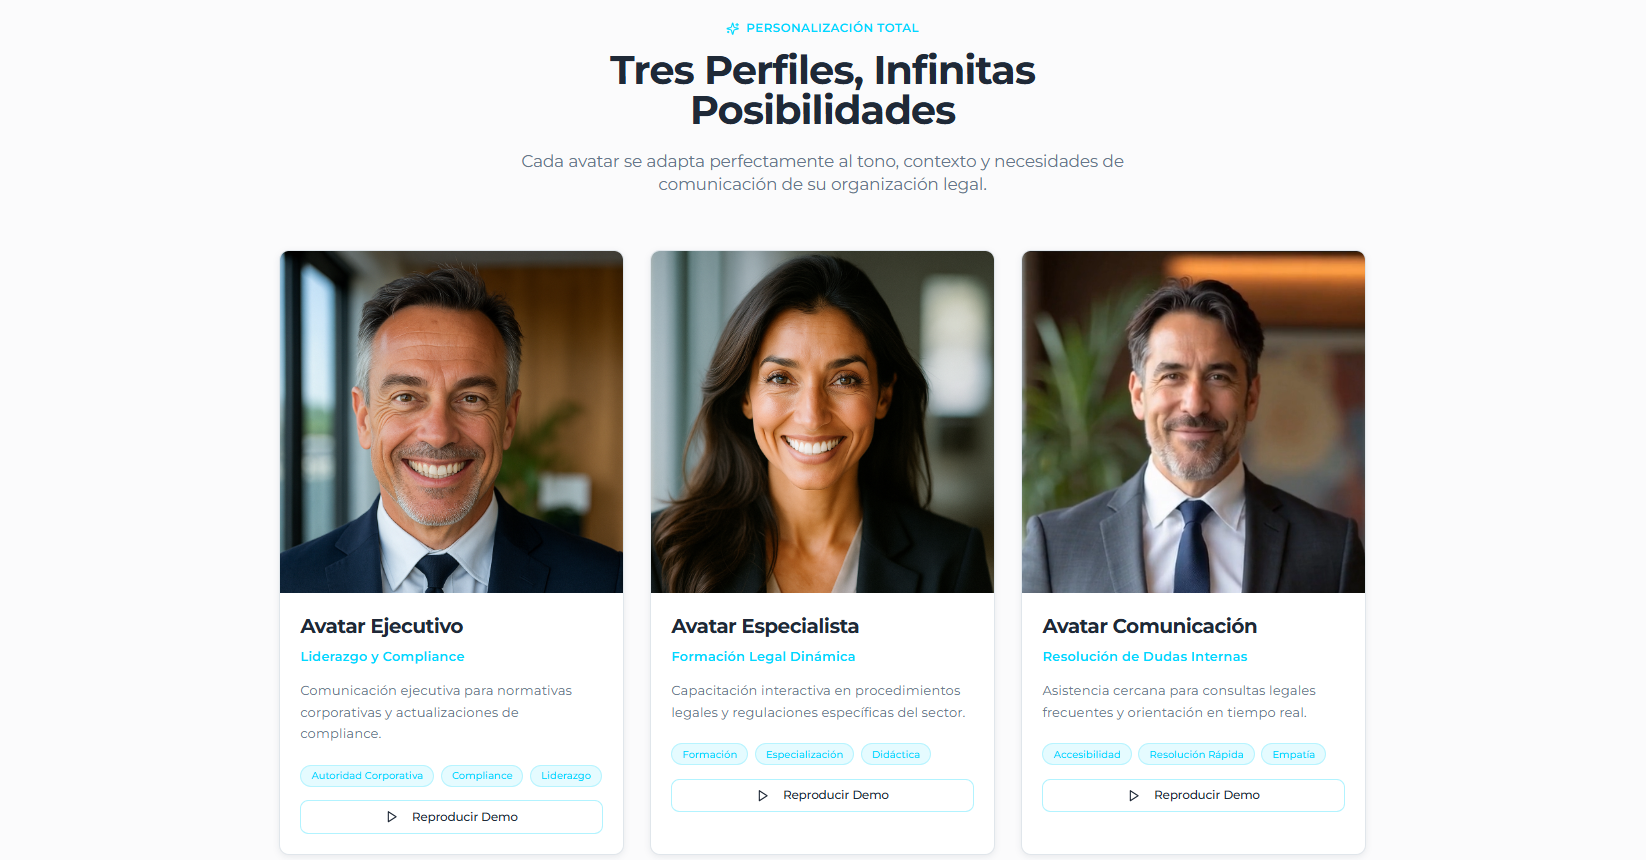 PERSONALIZACIÓN TOTAL
Tres Perfiles, Infinitas
Posibilidades
Cada avatar se adapta perfectamente al tono, contexto y necesidades de
comunicación de su organización legal.
Avatar Ejecutivo
Liderazgo y Compliance
Comunicación ejecutiva para normativas
corporativas y actualizaciones de
compliance.
Autoridad Corporativa
Compliance
Liderazgo
Reproducir Demo
Avatar Especialista
Formación Legal Dinámica
Capacitación interactiva en procedimientos
legales y regulaciones específicas del sector.
Formación
Especialización
Didáctica
Reproducir Demo
Avatar Comunicación
Resolución de Dudas Internas
Asistencia cercana para consultas legales
frecuentes y orientación en tiempo real.
Accesibilidad
Resolución Rápida
Empatía
Reproducir Demo